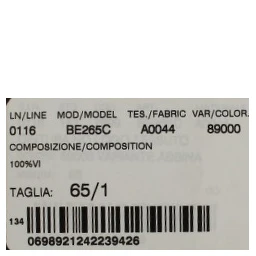 LN/LINE MOD/MODEL TES./FABRIC VAR/COLOR.
0116 BE265C A0044 89000
COMPOSIZIONE/COMPOSITION
100%VI
TAGLIA: 65/1
134
0698921242239426